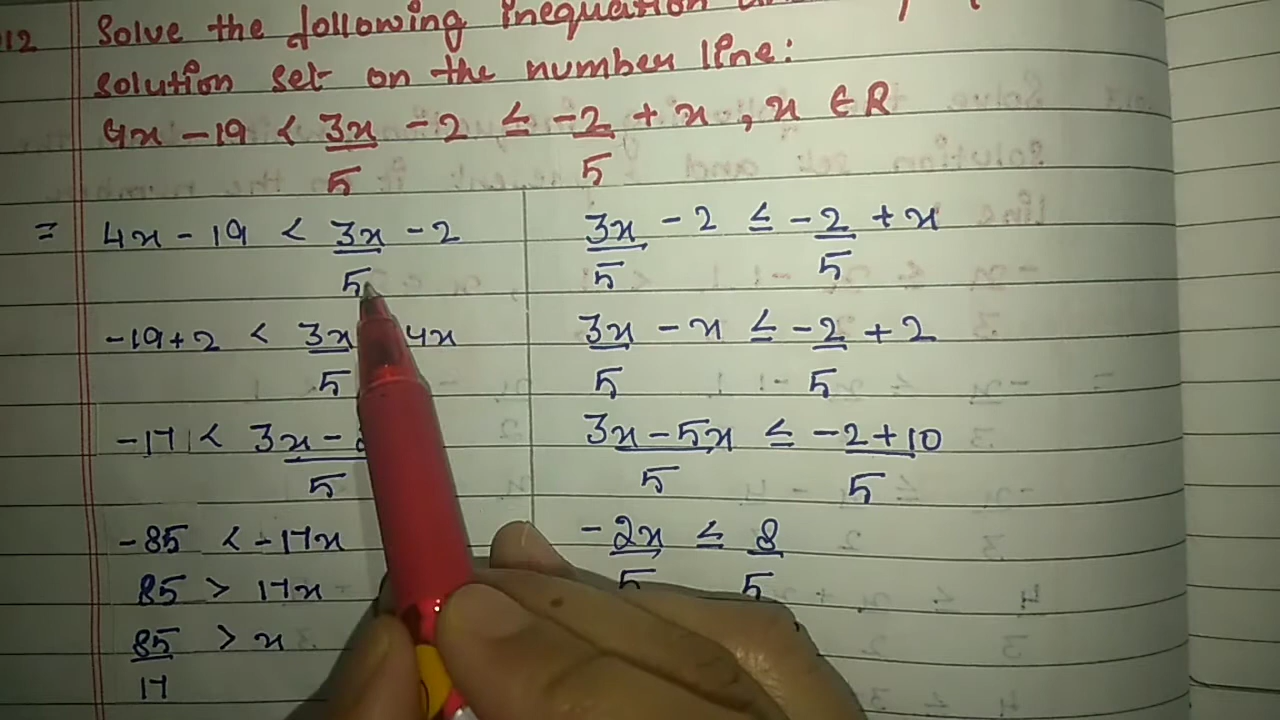 12 Solve the following inequation
solution set on the number line:
4x - 19 < 3x/5 - 2 ≤ -2/5 + x, x ∈ R
= 4x - 19 < 3x/5 - 2
-19 + 2 < 3x/5 4x
-17 < 3x -
5
-85 < -17x
85 > 17x
85/17 > x
3x/5 - 2 ≤ -2/5 + x
3x/5 - x ≤ -2/5 + 2
3x - 5x/5 ≤ -2 + 10/5
-2x/5 ≤ 8/5